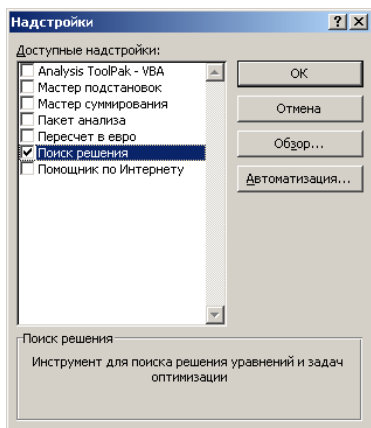 Надстройки
Доступные надстройки:
Analysis ToolPak - VBA
Мастер подстановок
Мастер суммирования
Пакет анализа
Пересчет в евро
Поиск решения
Помощник по Интернету
ОК
Отмена
Обзор...
Автоматизация...
Поиск решения
Инструмент для поиска решения уравнений и задач
оптимизации